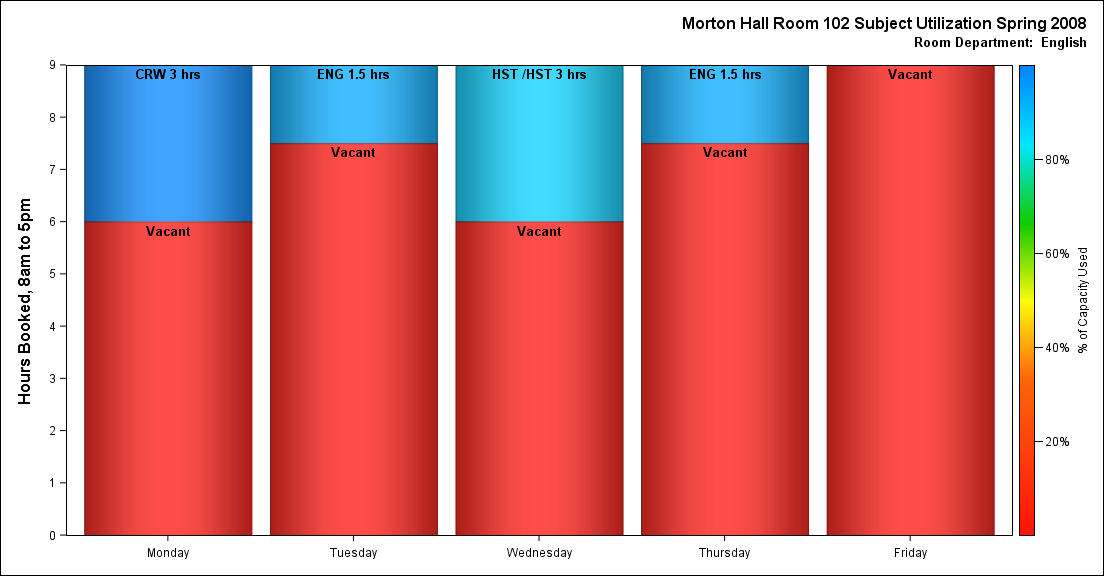 Morton Hall Room 102 Subject Utilization Spring 2008
Room Department:  English
Hours Booked, 8am to 5pm
9
8
7
6
5
4
3
2
1
0
CRW 3 hrs
Vacant
ENG 1.5 hrs
Vacant
HST /HST 3 hrs
Vacant
ENG 1.5 hrs
Vacant
Vacant
Monday
Tuesday
Wednesday
Thursday
Friday
80%
60%
40%
20%
% of Capacity Used